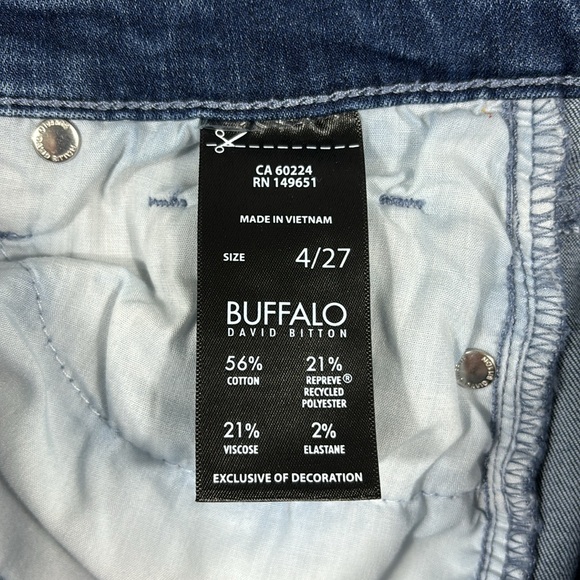 CA 60224
RN 149651
MADE IN VIETNAM
SIZE 4/27
BUFFALO
DAVID BITTON
56% 21%
COTTON REPREVE®
RECYCLED
POLYESTER
21% 2%
VISCOSE ELASTANE
EXCLUSIVE OF DECORATION